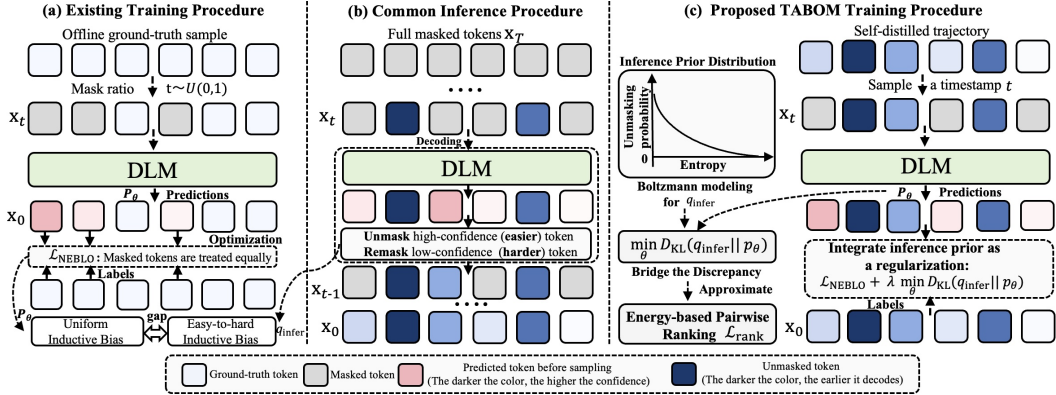 (a) Existing Training Procedure
Offline ground-truth sample
Mask ratio t~U(0,1)
x_t
DLM
P_θ Predictions
x_0
Optimization
ℒ_NEBLO: Masked tokens are treated equally
Labels
P_θ
gap
Uniform
Inductive Bias
Easy-to-hard
Inductive Bias
q_infer
(b) Common Inference Procedure
Full masked tokens x_T
x_t
Decoding
DLM
Unmask high-confidence (easier) token
Remask low-confidence (harder) token
x_{t-1}
x_0
(c) Proposed TABOM Training Procedure
Inference Prior Distribution
Unmasking
probability
0
Entropy
Boltzmann modeling
for q_infer
min_θ D_KL(q_infer|| p_θ)
Bridge the Discrepancy
Approximate
Energy-based Pairwise
Ranking ℒ_rank
Self-distilled trajectory
Sample a timestamp t
x_t
DLM
P_θ Predictions
Integrate inference prior as
a regularization:
ℒ_NEBLO + λ min_θ D_KL(q_infer|| p_θ)
Labels
x_0
Ground-truth token
Masked token
Predicted token before sampling
(The darker the color, the higher the confidence)
Unmasked token
(The darker the color, the earlier it decodes)